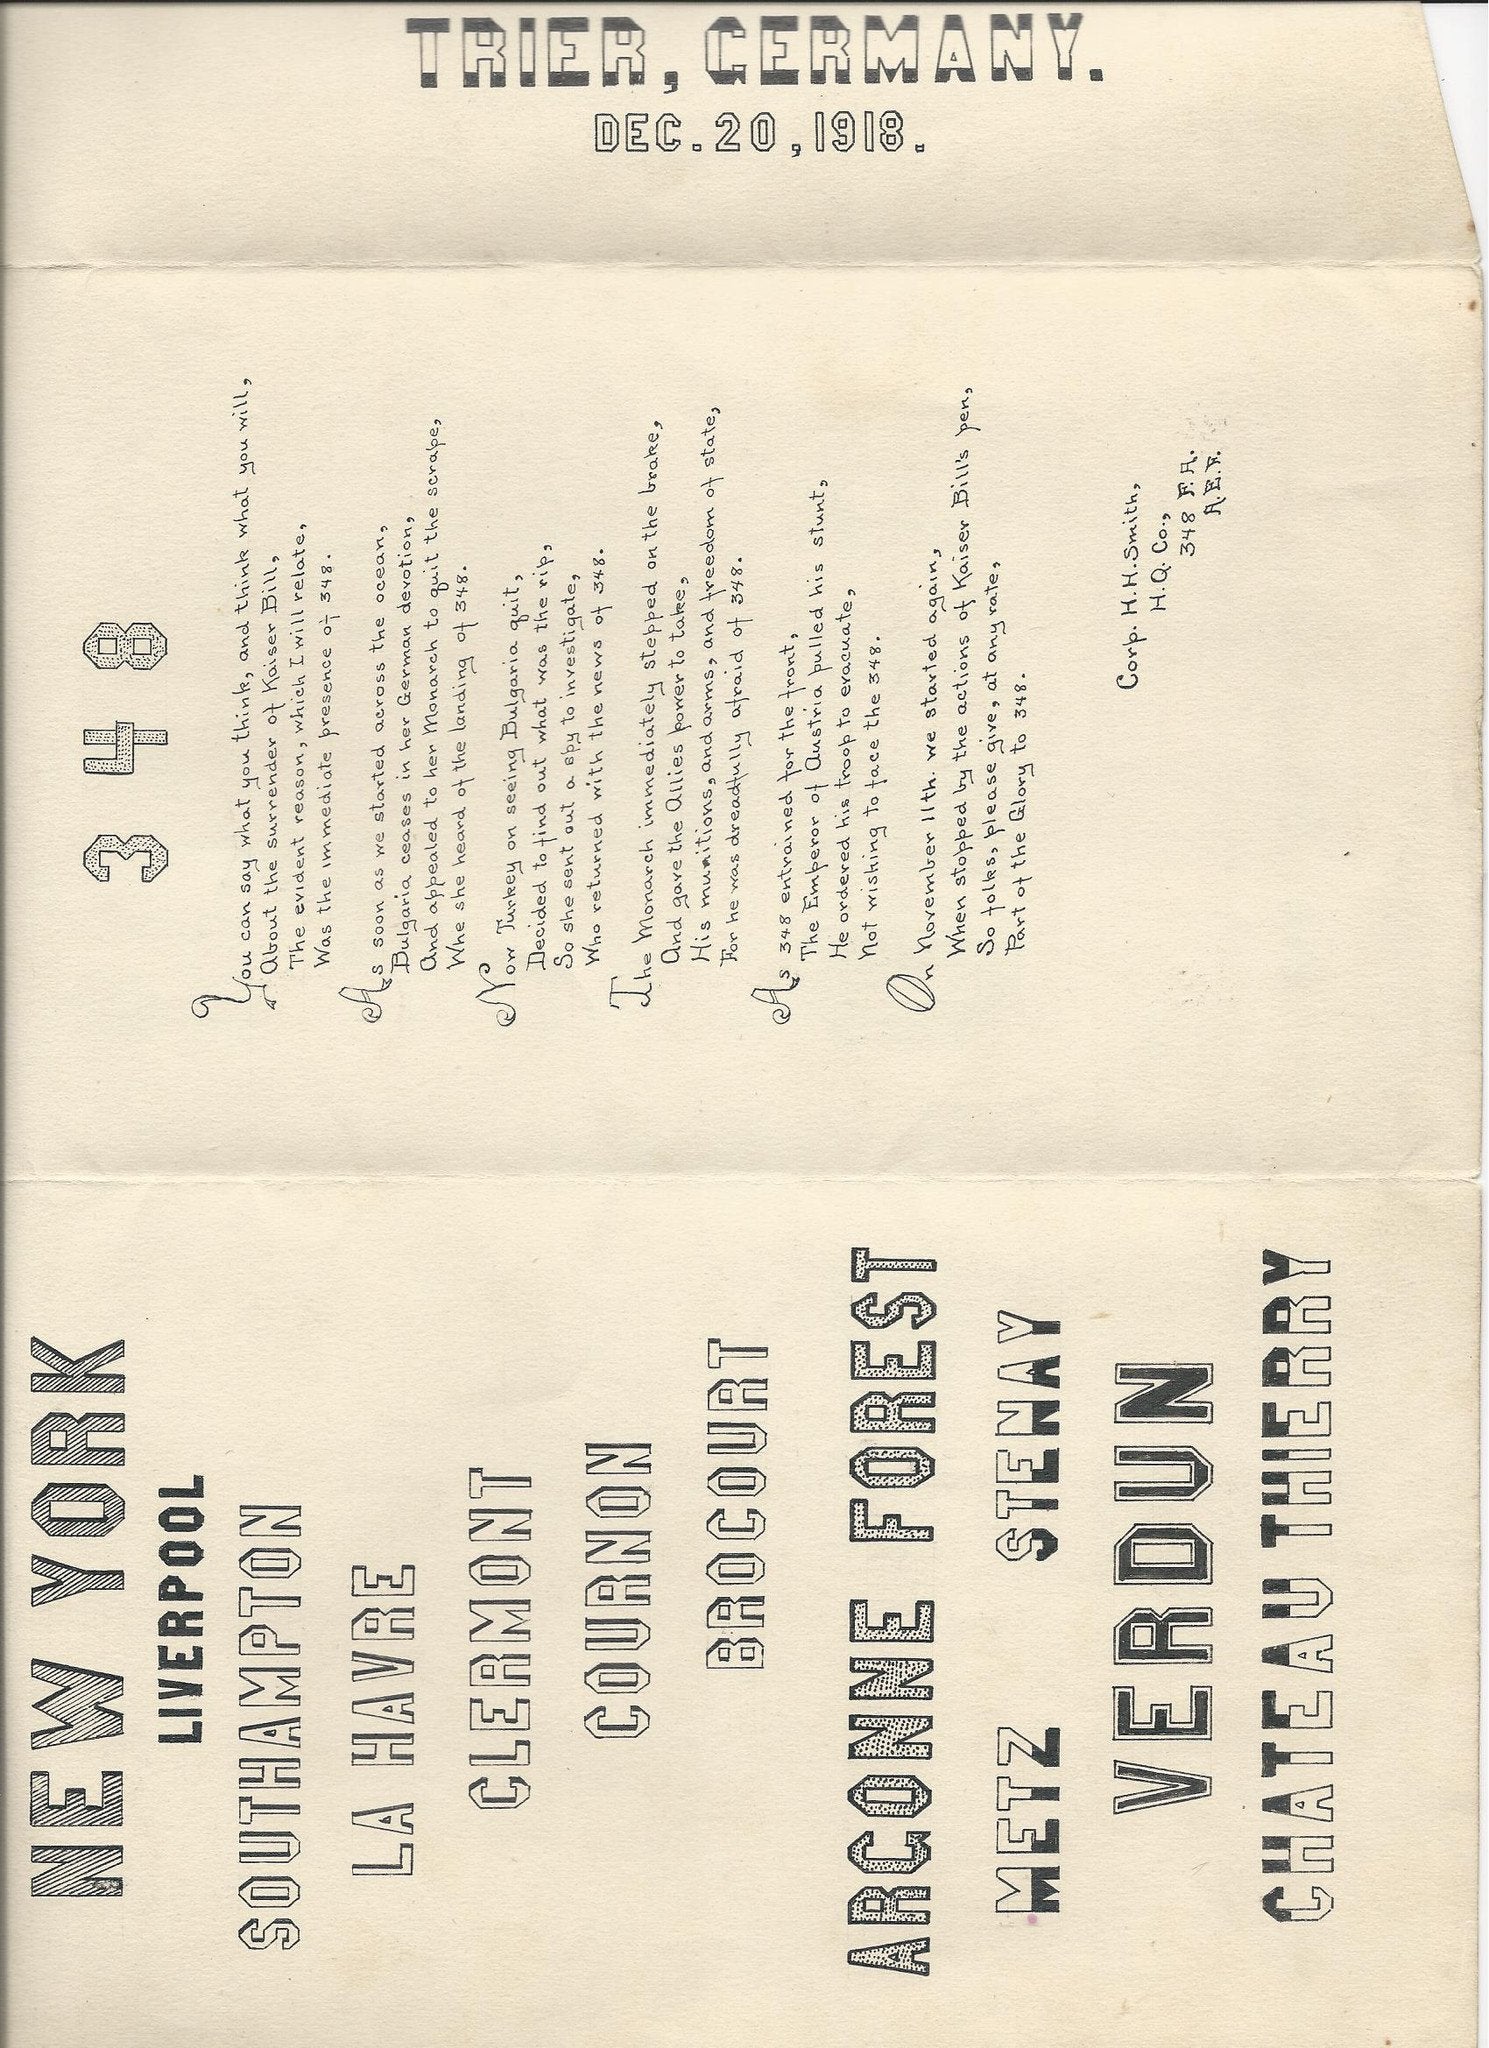 TRIER, GERMANY.
DEC. 20, 1918.
348
You can say what you think, and think what you will,
About the surrender of Kaiser Bill,
The evident reason, which I will relate,
Was the immediate presence of 348.
As soon as we started across the ocean,
Bulgaria ceases in her German devotion,
And appealed to her Monarch to quit the scrape,
Whe she heard of the landing of 348.
Now Turkey on seeing Bulgaria quit,
Decided to find out what was the rip,
So she sent out a spy to investigate,
Who returned with the news of 348.
The Monarch immediately stepped on the brake,
And gave the Allies power to take,
His munitions, and arms, and freedom of state,
For he was dreadfully afraid of 348.
As 348 entrained for the front,
The Emperor of Austria pulled his stunt,
He ordered his troop to evacuate,
Not wishing to face the 348.
On November 11th. we started again,
When stopped by the actions of Kaiser Bill's pen,
So folks, please give, at any rate,
Part of the Glory to 348.
Corp. H.H. Smith,
H.Q. Co.,
348 F.A.
A.E.F.
NEW YORK
LIVERPOOL
SOUTHAMPTON
LA HAVRE
CLERMONT
COURNON
BROCOURT
ARGONNE FOREST
METZ STENAY
VERDUN
CHATEAU THIERRY